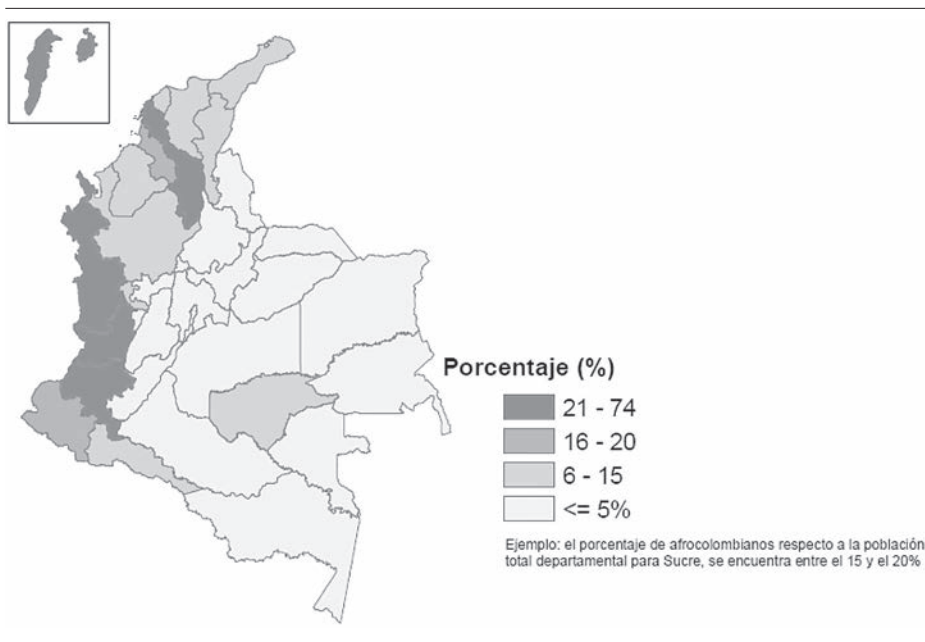 Porcentaje (%)
21 - 74
16 - 20
6 - 15
<= 5%
Ejemplo: el porcentaje de afrocolombianos respecto a la población
total departamental para Sucre, se encuentra entre el 15 y el 20%